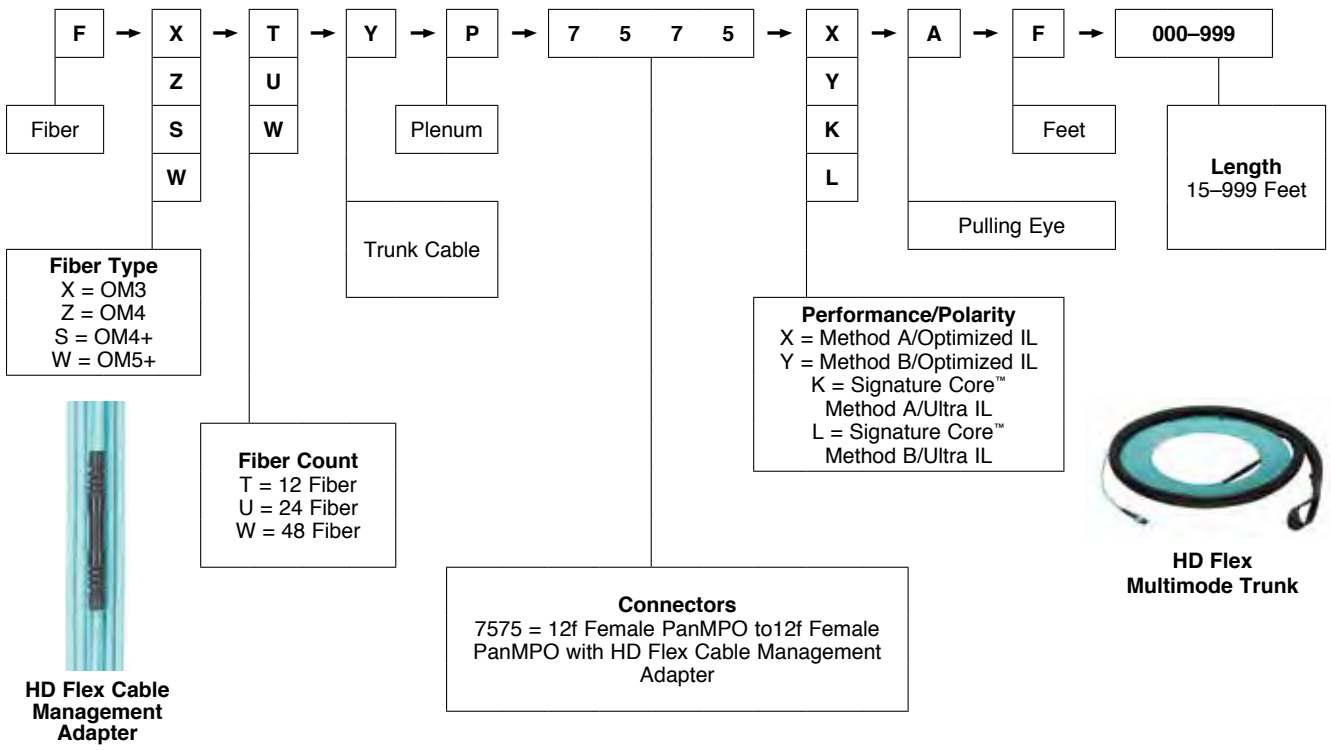 F → X → T → Y → P → 7 5 7 5 → X → A → F → 000–999
Z U Y
Fiber S W Plenum K Feet
W L
Length
15–999 Feet
Trunk Cable
Pulling Eye
Fiber Type
X = OM3
Z = OM4
S = OM4+
W = OM5+
Performance/Polarity
X = Method A/Optimized IL
Y = Method B/Optimized IL
K = Signature Core™
Method A/Ultra IL
L = Signature Core™
Method B/Ultra IL
Fiber Count
T = 12 Fiber
U = 24 Fiber
W = 48 Fiber
HD Flex
Multimode Trunk
Connectors
7575 = 12f Female PanMPO to12f Female
PanMPO with HD Flex Cable Management
Adapter
HD Flex Cable
Management
Adapter